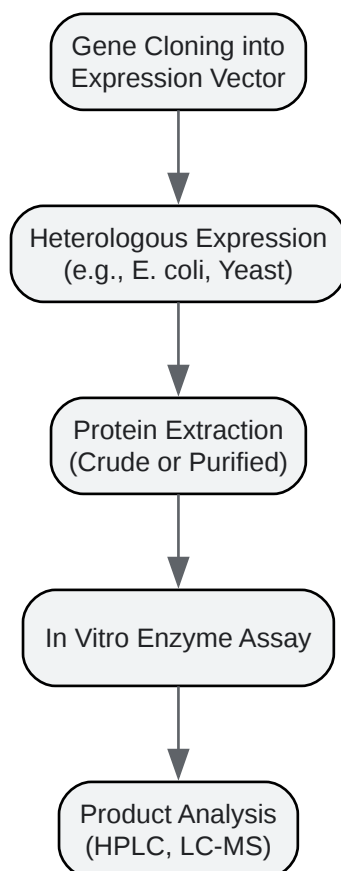 Gene Cloning into
Expression Vector
Heterologous Expression
(e.g., E. coli, Yeast)
Protein Extraction
(Crude or Purified)
In Vitro Enzyme Assay
Product Analysis
(HPLC, LC-MS)